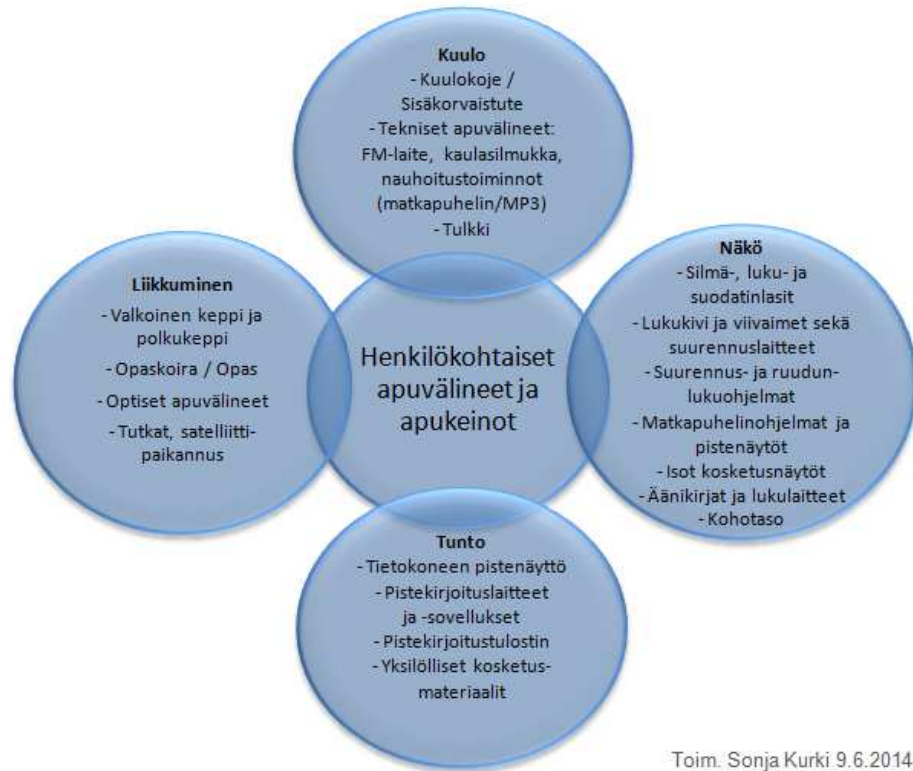 Kuulo
- Kuulokoje /
Sisäkorvaistute
- Tekniset apuvälineet:
FM-laite, kaulasilmukka,
nauhoitustoiminnot
(matkapuhelin/MP3)
- Tulkki
Liikkuminen
- Valkoinen keppi ja
polkukeppi
- Opaskoira / Opas
- Optiset apuvälineet
- Tutkat, satelliitti-
paikannus
Henkilökohtaiset
apuvälineet ja
apukeinot
Näkö
- Silmä-, luku- ja
suodatinlasit
- Lukukivi ja viivaimet sekä
suurennuslaitteet
- Suurennus- ja ruudun-
lukuohjelmat
- Matkapuhelinohjelmat ja
pistenäytöt
- Isot kosketusnäytöt
- Äänikirjat ja lukulaitteet
- Kohotaso
Tunto
- Tietokoneen pistenäyttö
- Pistekirjoituslaitteet
ja -sovellukset
- Pistekirjoitustulostin
- Yksilölliset kosketus-
materiaalit
Toim. Sonja Kurki 9.6.2014